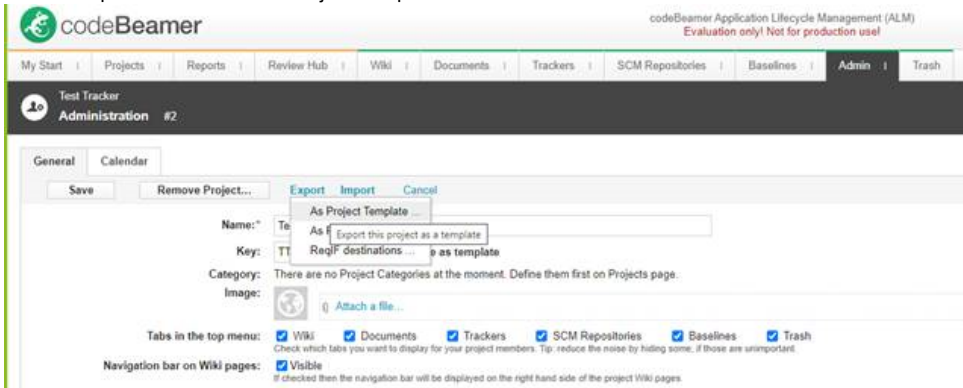 codeBeamer
codeBeamer Application Lifecycle Management (ALM)
Evaluation only! Not for production use!
My Start Projects Reports Review Hub Wiki Documents Trackers SCM Repositories Baselines Admin Trash
Test Tracker
Administration #2
General Calendar
Save Remove Project... Export Import Cancel
As Project Template ...
Name:* Te
As
Export this project as a template
Key: TT ReqIF destinations ... as template
Category: There are no Project Categories at the moment. Define them first on Projects page.
Image:
Attach a file...
Tabs in the top menu: Wiki Documents Trackers SCM Repositories Baselines Trash
Check which tabs you want to display for your project members. Tip: reduce the noise by hiding some, if those are unimportant
Navigation bar on Wiki pages: Visible
If checked then the navigation bar will be displayed on the right hand side of the project Wiki pages